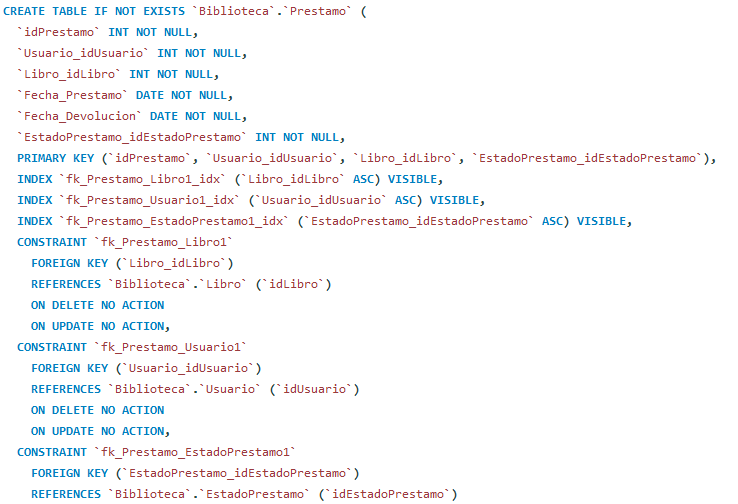 CREATE TABLE IF NOT EXISTS `Biblioteca`.`Prestamo` (
  `idPrestamo` INT NOT NULL,
  `Usuario_idUsuario` INT NOT NULL,
  `Libro_idLibro` INT NOT NULL,
  `Fecha_Prestamo` DATE NOT NULL,
  `Fecha_Devolucion` DATE NOT NULL,
  `EstadoPrestamo_idEstadoPrestamo` INT NOT NULL,
  PRIMARY KEY (`idPrestamo`, `Usuario_idUsuario`, `Libro_idLibro`, `EstadoPrestamo_idEstadoPrestamo`),
  INDEX `fk_Prestamo_Libro1_idx` (`Libro_idLibro` ASC) VISIBLE,
  INDEX `fk_Prestamo_Usuario1_idx` (`Usuario_idUsuario` ASC) VISIBLE,
  INDEX `fk_Prestamo_EstadoPrestamo1_idx` (`EstadoPrestamo_idEstadoPrestamo` ASC) VISIBLE,
  CONSTRAINT `fk_Prestamo_Libro1`
    FOREIGN KEY (`Libro_idLibro`)
    REFERENCES `Biblioteca`.`Libro` (`idLibro`)
    ON DELETE NO ACTION
    ON UPDATE NO ACTION,
  CONSTRAINT `fk_Prestamo_Usuario1`
    FOREIGN KEY (`Usuario_idUsuario`)
    REFERENCES `Biblioteca`.`Usuario` (`idUsuario`)
    ON DELETE NO ACTION
    ON UPDATE NO ACTION,
  CONSTRAINT `fk_Prestamo_EstadoPrestamo1`
    FOREIGN KEY (`EstadoPrestamo_idEstadoPrestamo`)
    REFERENCES `Biblioteca`.`EstadoPrestamo` (`idEstadoPrestamo`)